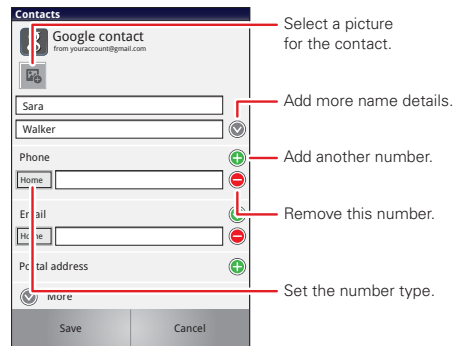 Contacts
Google contact
from youraccount@gmail.com
Select a picture
for the contact.
Sara
Walker
Add more name details.
Phone
Add another number.
Home
Remove this number.
Email
Home
Postal address
Set the number type.
More
Save
Cancel